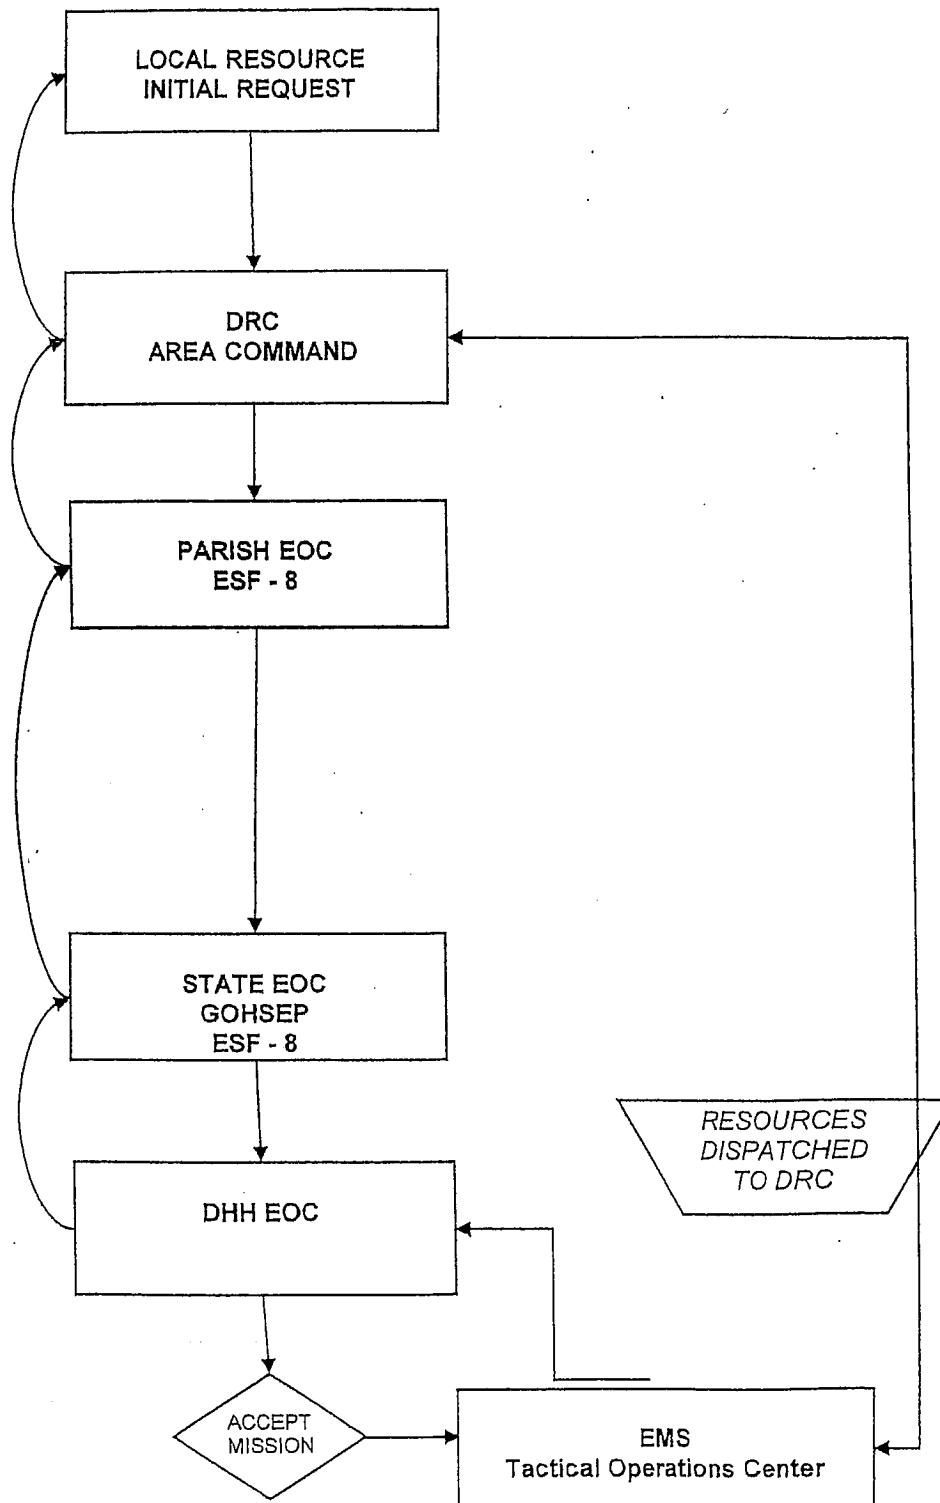 LOCAL RESOURCE
INITIAL REQUEST
DRC
AREA COMMAND
PARISH EOC
ESF - 8
STATE EOC
GOHSEP
ESF - 8
RESOURCES
DISPATCHED
TO DRC
DHH EOC
ACCEPT
MISSION
EMS
Tactical Operations Center